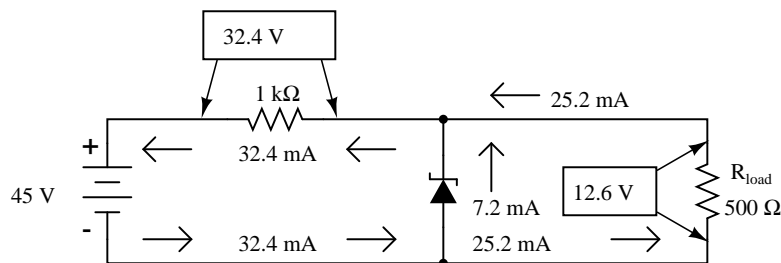 32.4 V
1 kΩ
25.2 mA
+
32.4 mA
45 V
12.6 V
Rload
500 Ω
7.2 mA
-
32.4 mA
25.2 mA